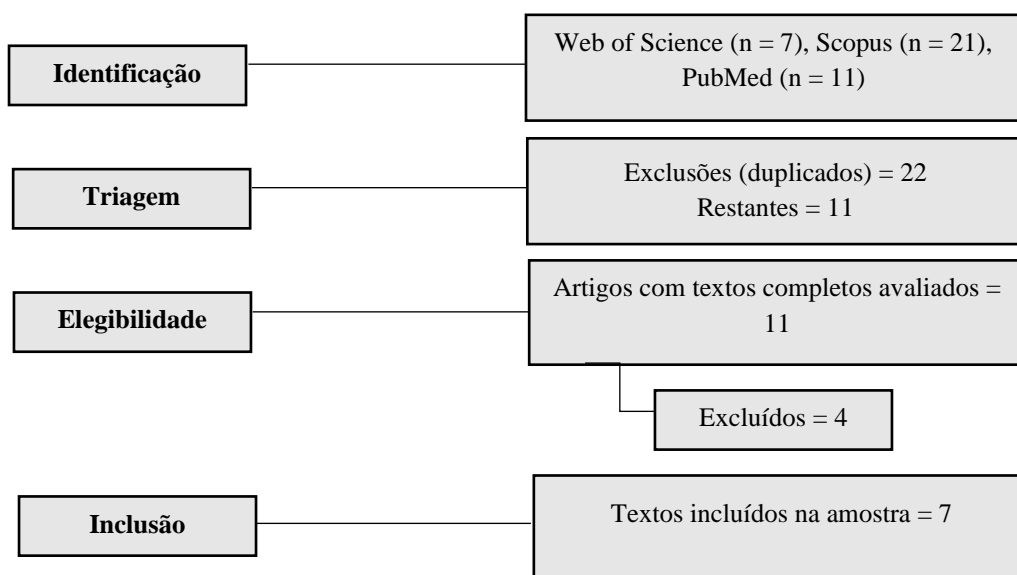 Identificação
Web of Science (n = 7), Scopus (n = 21),
PubMed (n = 11)
Triagem
Exclusões (duplicados) = 22
Restantes = 11
Elegibilidade
Artigos com textos completos avaliados =
11
Excluídos = 4
Inclusão
Textos incluídos na amostra = 7